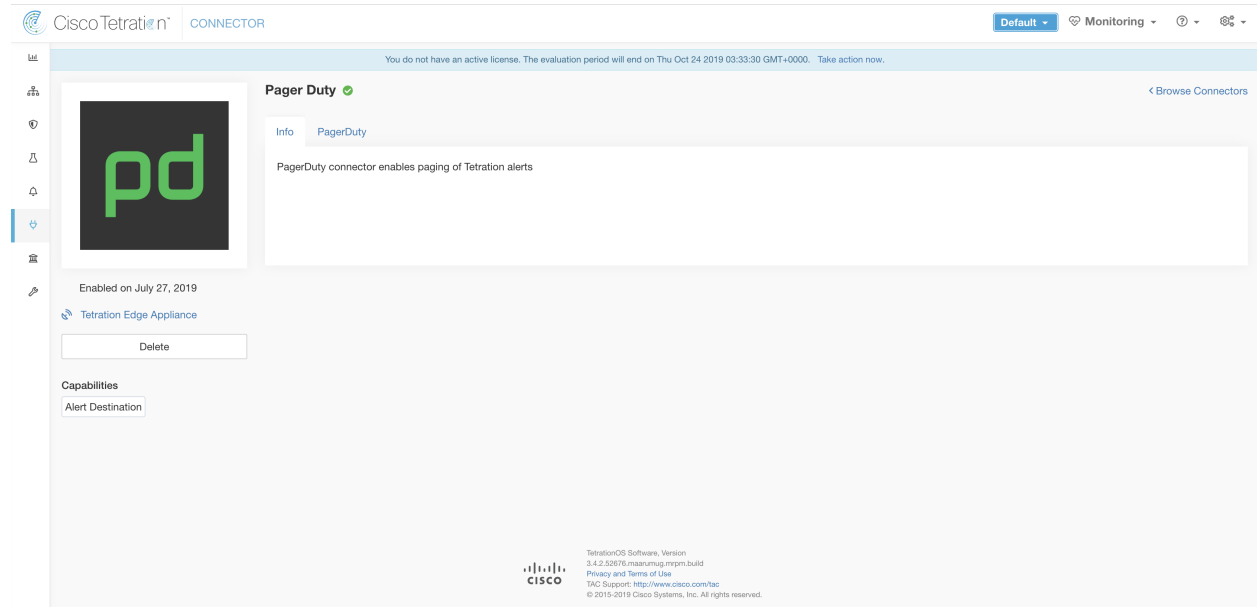 Cisco Tetration™ CONNECTOR Default Monitoring
You do not have an active license. The evaluation period will end on Thu Oct 24 2019 03:33:30 GMT+0000. Take action now.
Pager Duty
Browse Connectors
pd
Info PagerDuty
PagerDuty connector enables paging of Tetration alerts
Enabled on July 27, 2019
Tetration Edge Appliance
Delete
Capabilities
Alert Destination
CISCO
TetrationOS Software, Version
3.4.2.52676.maarumug.mrpm.build
Privacy and Terms of Use
TAC Support: http://www.cisco.com/tac
© 2015-2019 Cisco Systems, Inc. All rights reserved.